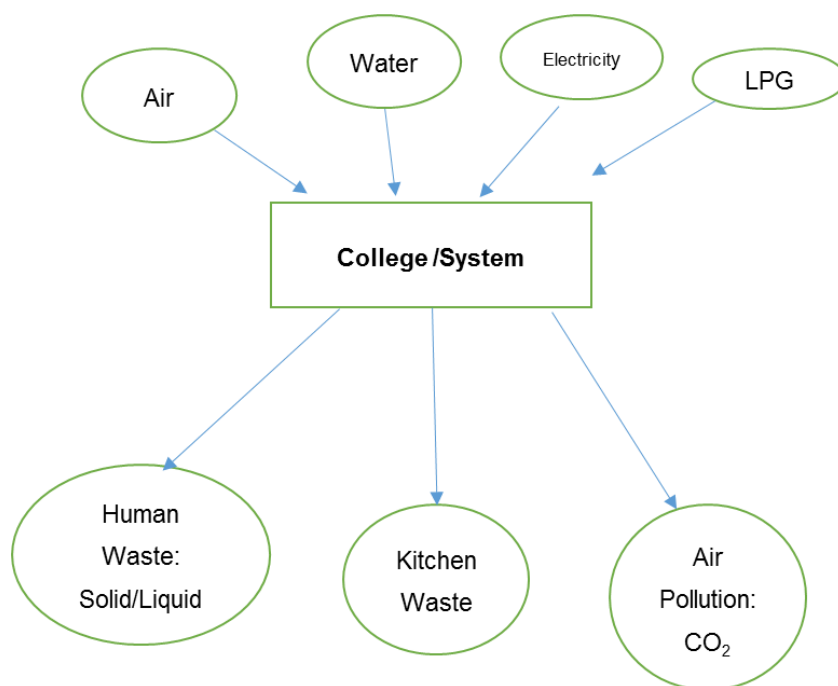 Air
Water
Electricity
LPG
College /System
Human
Waste:
Solid/Liquid
Kitchen
Waste
Air
Pollution:
CO₂